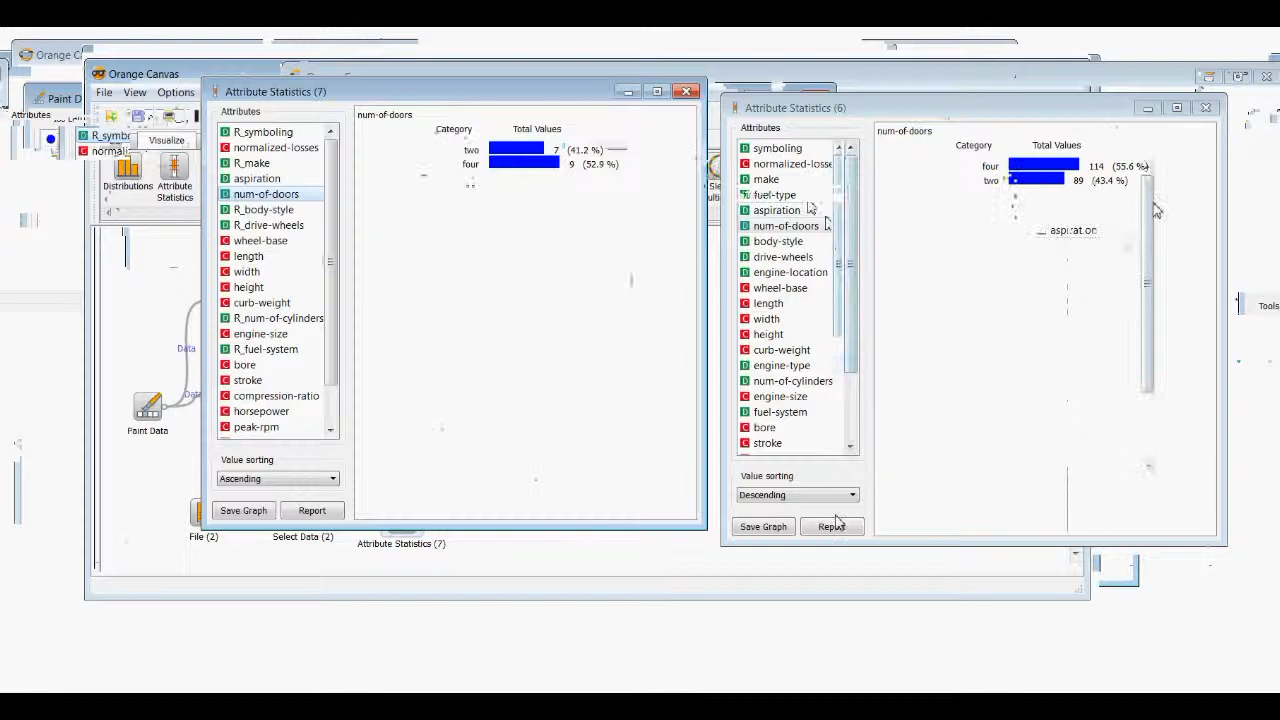 Orange Ca
Orange Canvas
File View Options
Paint D
Attributes
R_symb
normal
Visualize
Distributions
Attribute
Statistics
Data
Paint Data
File (2)
Select Data (2)
Attribute Statistics (7)
Attribute Statistics (7)
Attributes
R_symboling
normalized-losses
R_make
aspiration
num-of-doors
R_body-style
R_drive-wheels
wheel-base
length
width
height
curb-weight
R_num-of-cylinders
engine-size
R_fuel-system
bore
stroke
compression-ratio
horsepower
peak-rpm
Value sorting
Ascending
Save Graph Report
num-of-doors
Category Total Values
two 7 (41.2 %)
four 9 (52.9 %)
Attribute Statistics (6)
Attributes
symboling
normalized-losse
make
fuel-type
aspiration
num-of-doors
body-style
drive-wheels
engine-location
wheel-base
length
width
height
curb-weight
engine-type
num-of-cylinders
engine-size
fuel-system
bore
stroke
Value sorting
Descending
Save Graph Report
num-of-doors
Category Total Values
four 114 (55.6 %)
two 89 (43.4 %)
Tools